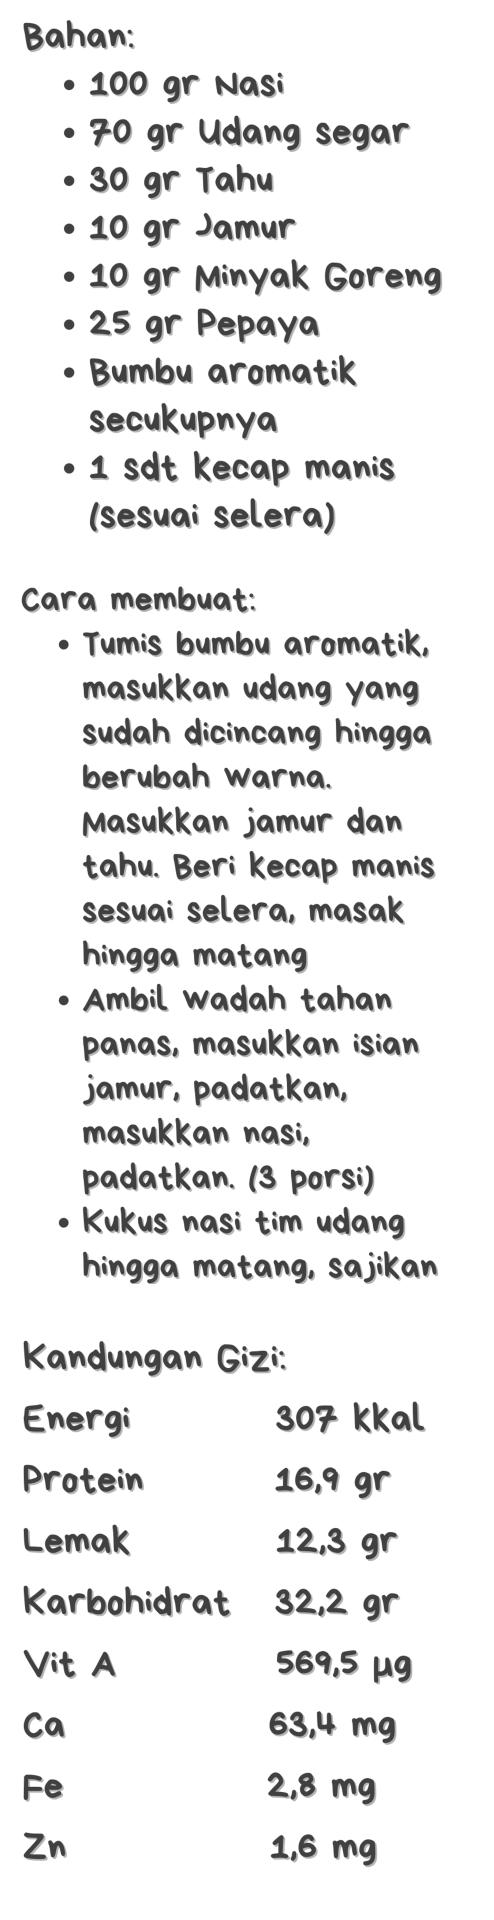 Bahan:
• 100 gr Nasi
• 70 gr Udang segar
• 30 gr Tahu
• 10 gr Jamur
• 10 gr Minyak Goreng
• 25 gr Pepaya
• Bumbu aromatik
secukupnya
• 1 sdt kecap manis
(sesuai selera)
Cara membuat:
• Tumis bumbu aromatik,
masukkan udang yang
sudah dicincang hingga
berubah warna.
Masukkan jamur dan
tahu. Beri kecap manis
sesuai selera, masak
hingga matang
• Ambil wadah tahan
panas, masukkan isian
jamur, padatkan,
masukkan nasi,
padatkan. (3 porsi)
• Kukus nasi tim udang
hingga matang, sajikan
Kandungan Gizi:
Energi 307 kkal
Protein 16,9 gr
Lemak 12,3 gr
Karbohidrat 32,2 gr
Vit A 569,5 µg
Ca 63,4 mg
Fe 2,8 mg
Zn 1,6 mg